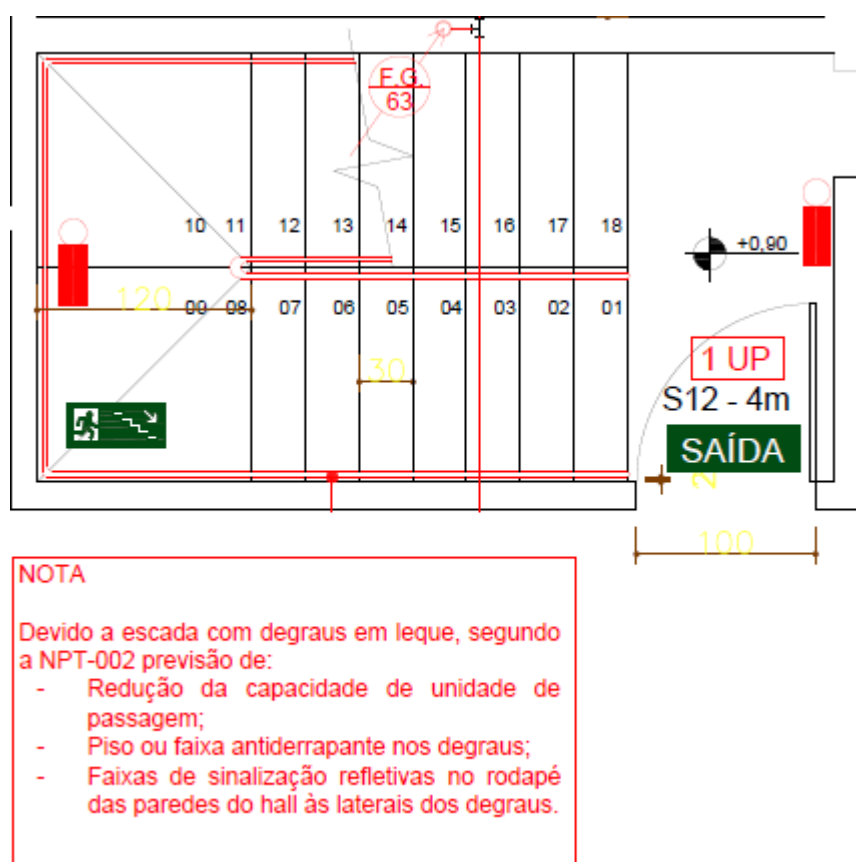 F.G.
63
10 11 12 13 14 15 16 17 18
+0,90
120
00 08 07 06 05 04 03 02 01
30
1 UP
S12 - 4m
SAÍDA
2
100
NOTA
Devido a escada com degraus em leque, segundo
a NPT-002 previsão de:
- Redução da capacidade de unidade de
passagem;
- Piso ou faixa antiderrapante nos degraus;
- Faixas de sinalização refletivas no rodapé
das paredes do hall às laterais dos degraus.